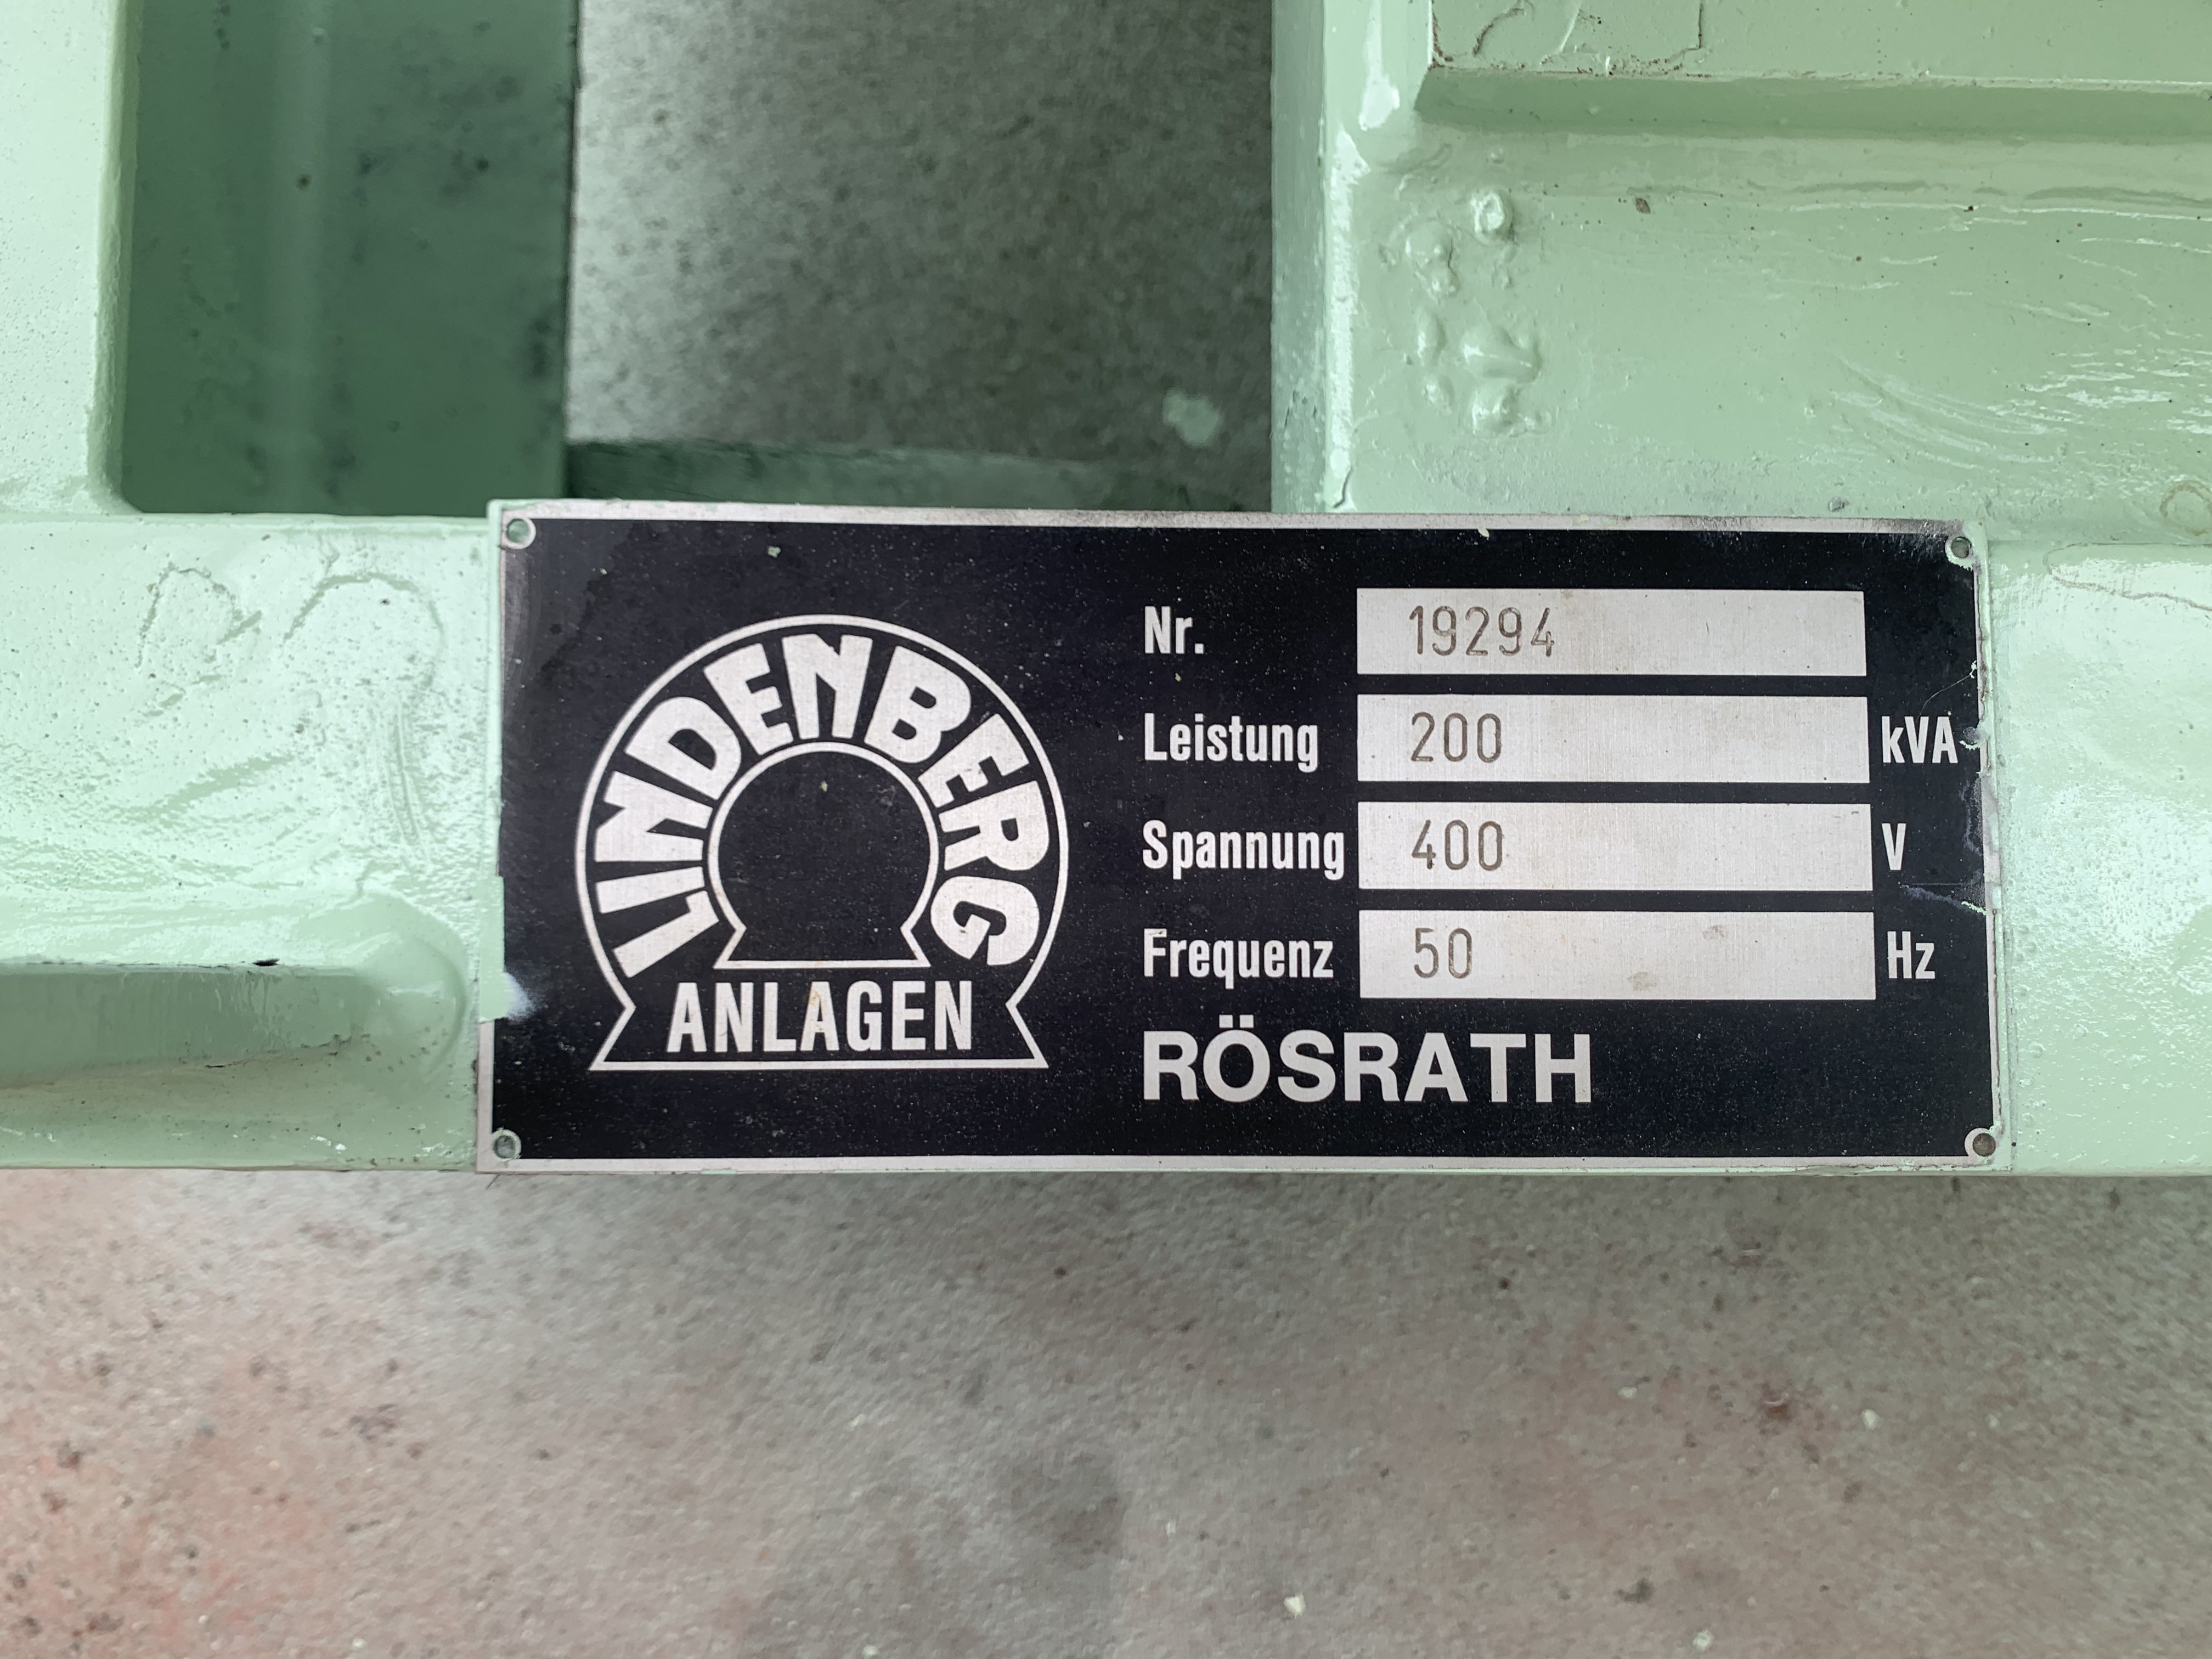 LINDENBERG
ANLAGEN
Nr. 19294
Leistung 200 kVA
Spannung 400 V
Frequenz 50 Hz
RÖSRATH